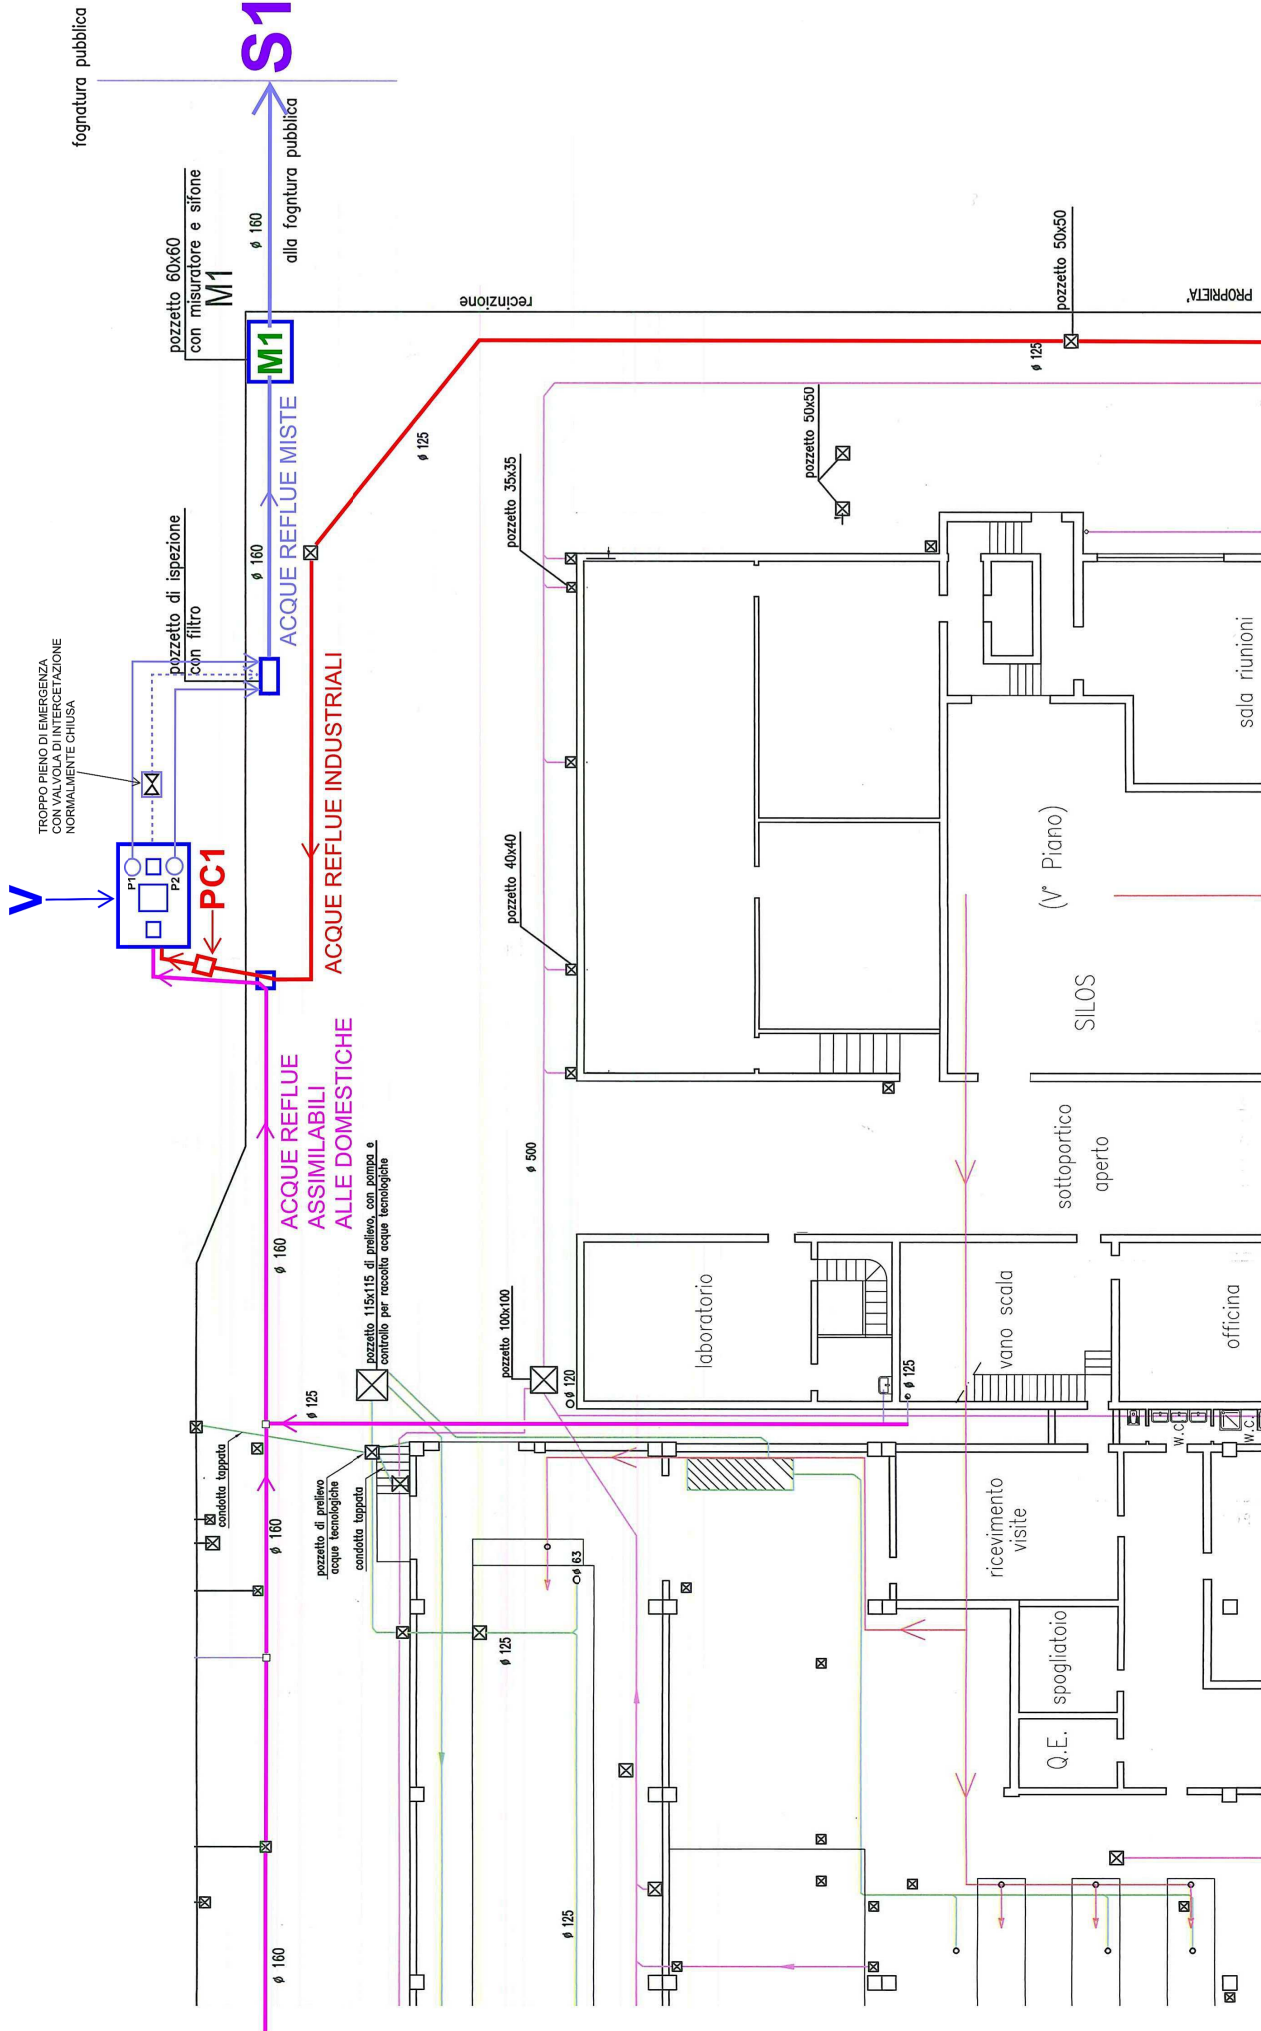 fognatura pubblica
S1
alla fogntura pubblica
ø 160
pozzetto 60x60
con misuratore e sifone
M1
M1
recinzione
PROPRIETA'
pozzetto 50x50
ø 125
ACQUE REFLUE MISTE
ø 160
pozzetto di ispezione
con filtro
ø 125
pozzetto 50x50
pozzetto 35x35
TROPPO PIENO DI EMERGENZA
CON VALVOLA DI INTERCETAZIONE
NORMALMENTE CHIUSA
V
P1
P2
PC1
ACQUE REFLUE INDUSTRIALI
pozzetto 40x40
sala riunioni
(V° Piano)
SILOS
ACQUE REFLUE
ASSIMILABILI
ALLE DOMESTICHE
ø 160
pozzetto 115x115 di prelievo, con pompa e
controllo per raccolta acque tecnologiche
ø 500
sottoportico
aperto
pozzetto 100x100
ø 120
laboratorio
vano scala
officina
ø 125
ø 125
w.c.
w.c.
condotta tappata
pozzetto di prelievo
acque tecnologiche
condotta tappata
ø 160
ø 63
ø 125
ricevimento
visite
spogliatoio
Q.E.
ø 125
ø 160